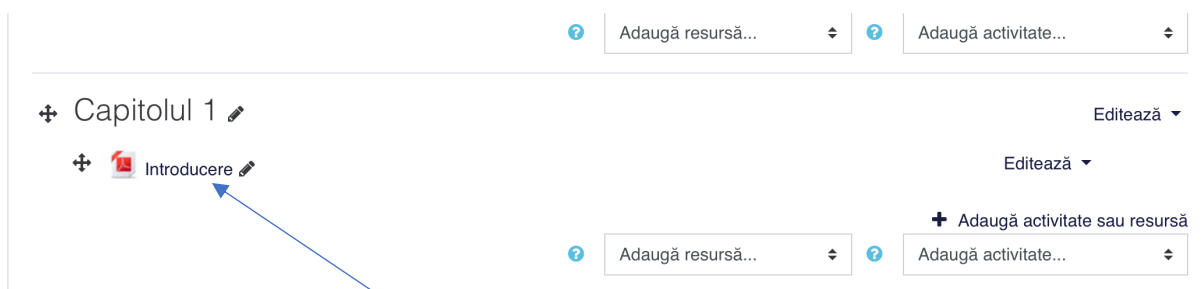 Adaugă resursă... Adaugă activitate...
Capitolul 1 Editează
Introducere Editează
Adaugă activitate sau resursă
Adaugă resursă... Adaugă activitate...